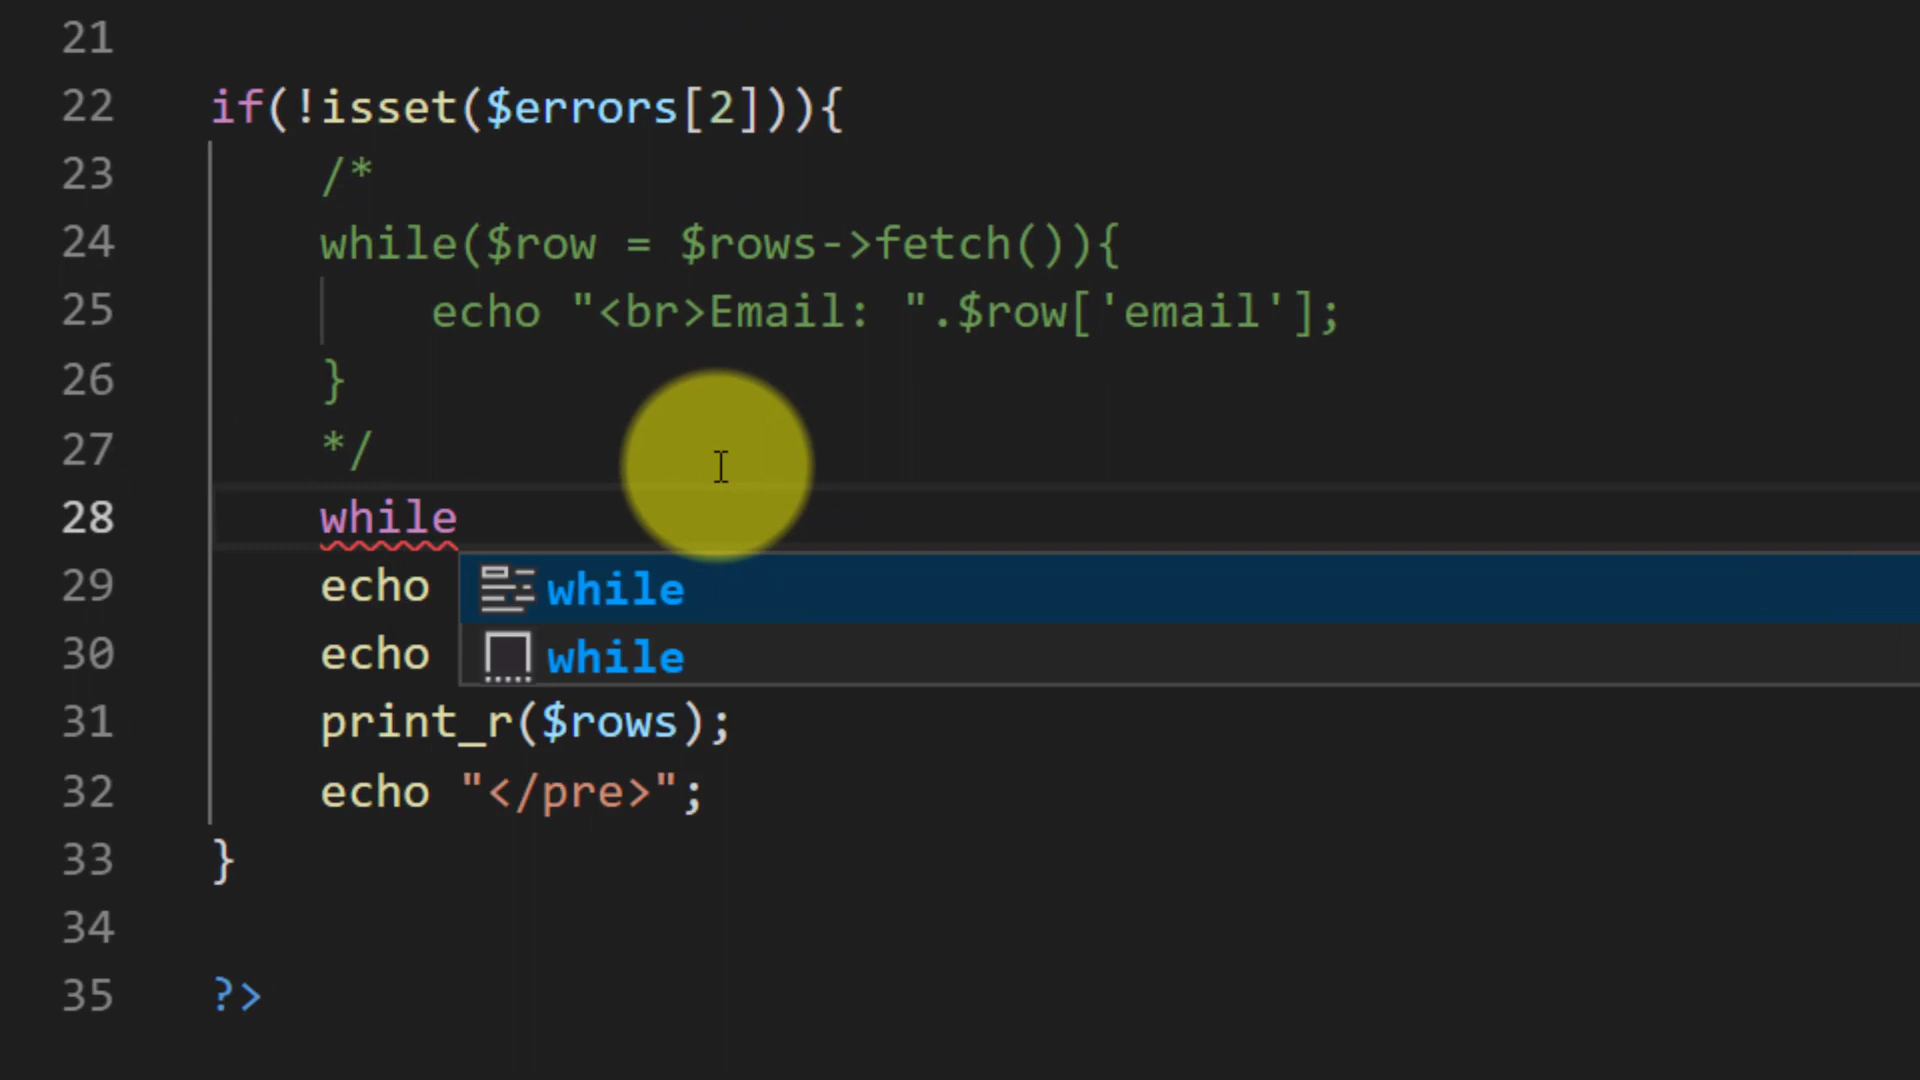 21
22 if(!isset($errors[2])){
23 /*
24 while($row = $rows->fetch()){
25 echo "<br>Email: ".$row['email'];
26 }
27 */
28 while
29 echo while
30 echo while
31 print_r($rows);
32 echo "</pre>";
33 }
34
35 ?>